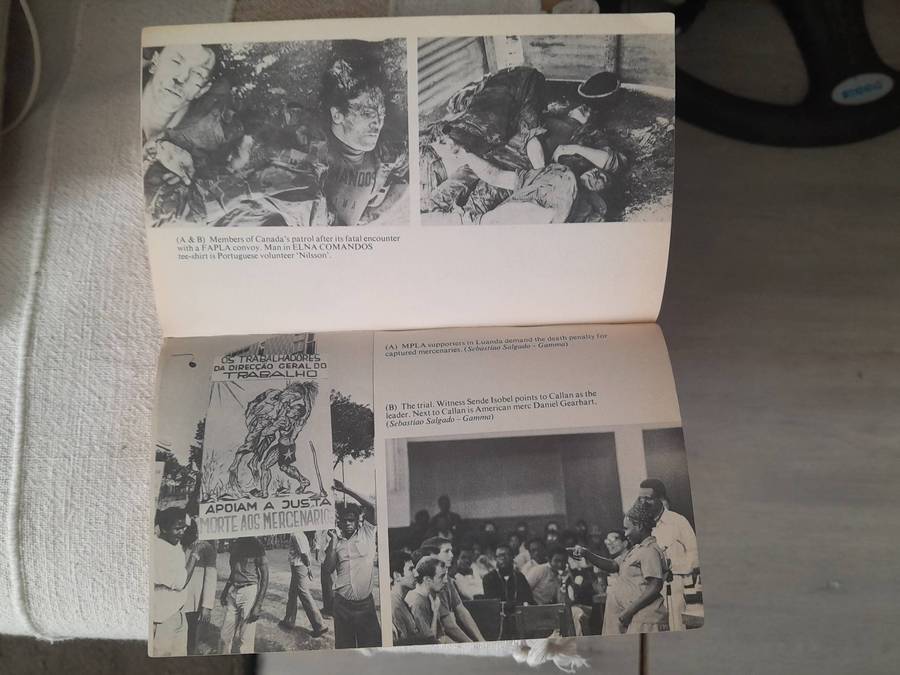 (A & B) Members of Canada's patrol after its fatal encounter
with a FAPLA convoy. Man in ELNA COMANDOS
tee-shirt is Portuguese volunteer 'Nilsson'.
OS TRABALHADORES
DA DIRECÇÃO GERAL DO
TRABALHO
APOIAM A JUSTA
MORTE AOS MERCENARIO
(A) MPLA supporters in Luanda demand the death penalty for
captured mercenaries. (Sebastiao Salgado – Gamma)
(B) The trial. Witness Sende Isobel points to Callan as the
leader. Next to Callan is American merc Daniel Gearhart.
(Sebastiao Salgado – Gamma)